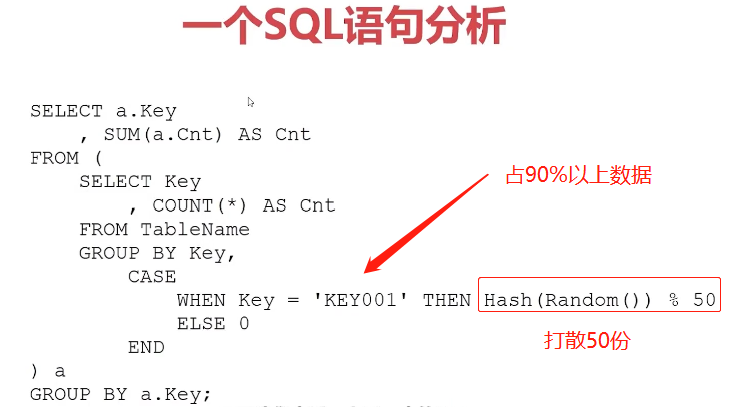 一个SQL语句分析
SELECT a.Key
, SUM(a.Cnt) AS Cnt
FROM (
占90%以上数据
SELECT Key
, COUNT(*) AS Cnt
FROM TableName
GROUP BY Key,
CASE
WHEN Key = 'KEY001' THEN Hash(Random()) % 50
ELSE 0
打散50份
END
) a
GROUP BY a.Key;